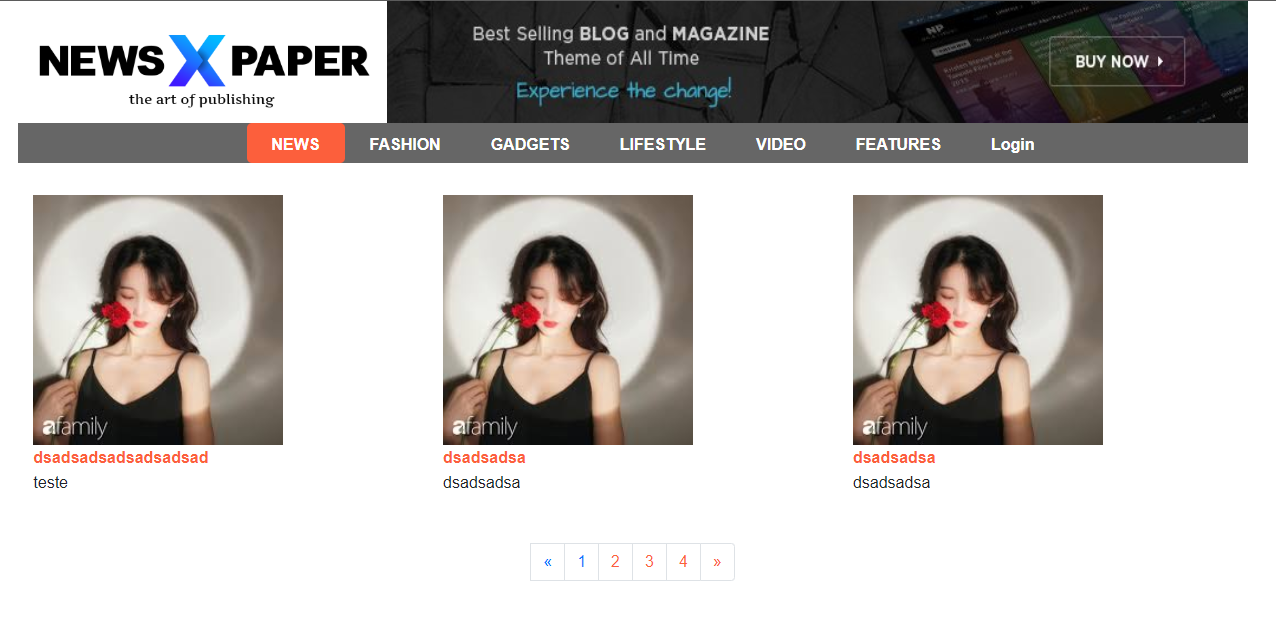 NEWS X PAPER
the art of publishing
Best Selling BLOG and MAGAZINE
Theme of All Time
Experience the change!
BUY NOW
NEWS FASHION GADGETS LIFESTYLE VIDEO FEATURES Login
afamily afamily afamily
dsadsadsadsadsadsad dsadsadsa dsadsadsa
teste dsadsadsa dsadsadsa
« 1 2 3 4 »